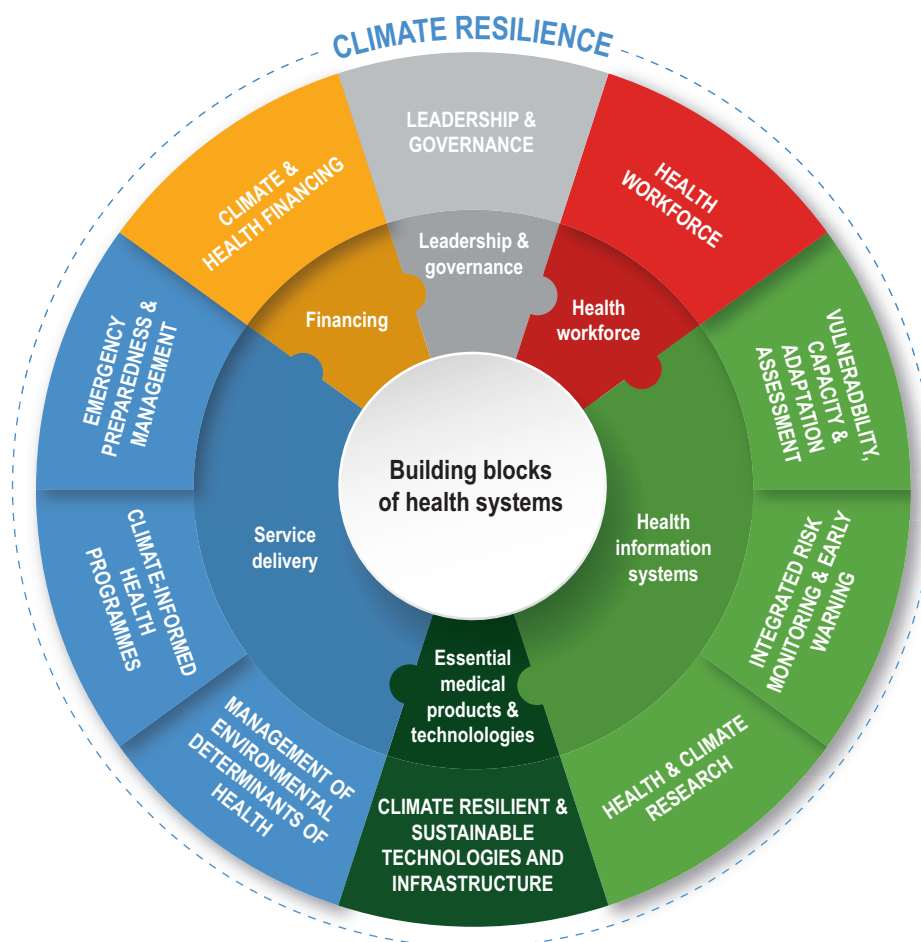 CLIMATE RESILIENCE
LEADERSHIP &
GOVERNANCE
HEALTH
WORKFORCE
VULNERADBILITY,
CAPACITY &
ADAPTATION
ASSESSMENT
INTEGRATED RISK
MONITORING & EARLY
WARNING
HEALTH & CLIMATE
RESEARCH
CLIMATE RESILIENT &
SUSTAINABLE
TECHNOLOGIES AND
INFRASTRUCTURE
MANAGEMENT OF
ENVIRONMENTAL
DETERMINANTS OF
HEALTH
CLIMATE-INFORMED
HEALTH
PROGRAMMES
EMERGENCY
PREPAREDNESS &
MANAGEMENT
CLIMATE &
HEALTH FINANCING
Leadership &
governance
Health
workforce
Health
information
systems
Essential
medical
products &
technolologies
Service
delivery
Financing
Building blocks
of health systems